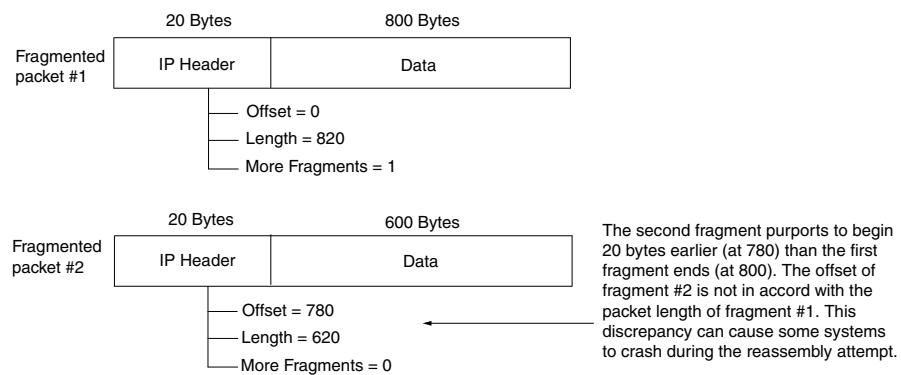 20 Bytes
800 Bytes
Fragmented
packet #1
IP Header
Data
Offset = 0
Length = 820
More Fragments = 1
20 Bytes
600 Bytes
Fragmented
packet #2
IP Header
Data
Offset = 780
Length = 620
More Fragments = 0
The second fragment purports to begin
20 bytes earlier (at 780) than the first
fragment ends (at 800). The offset of
fragment #2 is not in accord with the
packet length of fragment #1. This
discrepancy can cause some systems
to crash during the reassembly attempt.